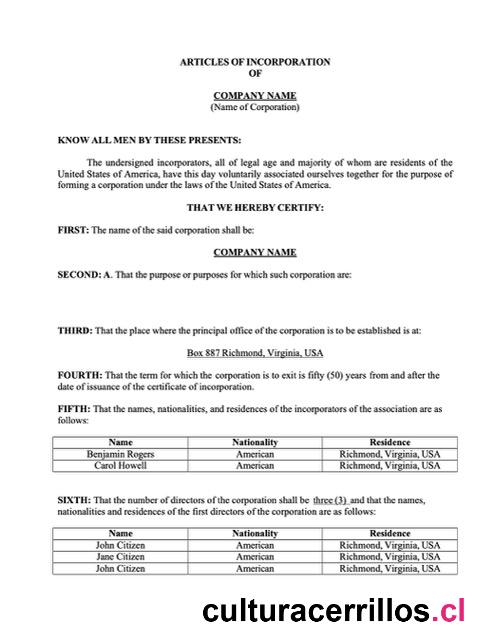 ARTICLES OF INCORPORATION
OF
COMPANY NAME
(Name of Corporation)
KNOW ALL MEN BY THESE PRESENTS:
The undersigned incorporators, all of legal age and majority of whom are residents of the
United States of America, have this day voluntarily associated ourselves together for the purpose of
forming a corporation under the laws of the United States of America.
THAT WE HEREBY CERTIFY:
FIRST: The name of the said corporation shall be:
COMPANY NAME
SECOND: A. That the purpose or purposes for which such corporation are:
THIRD: That the place where the principal office of the corporation is to be established is at:
Box 887 Richmond, Virginia, USA
FOURTH: That the term for which the corporation is to exit is fifty (50) years from and after the
date of issuance of the certificate of incorporation.
FIFTH: That the names, nationalities, and residences of the incorporators of the association are as
follows:
Name Nationality Residence
Benjamin Rogers American Richmond, Virginia, USA
Carol Howell American Richmond, Virginia, USA
SIXTH: That the number of directors of the corporation shall be three (3) and that the names,
nationalities and residences of the first directors of the corporation are as follows:
Name Nationality Residence
John Citizen American Richmond, Virginia, USA
Jane Citizen American Richmond, Virginia, USA
John Citizen American Richmond, Virginia, USA
culturacerrillos.cl